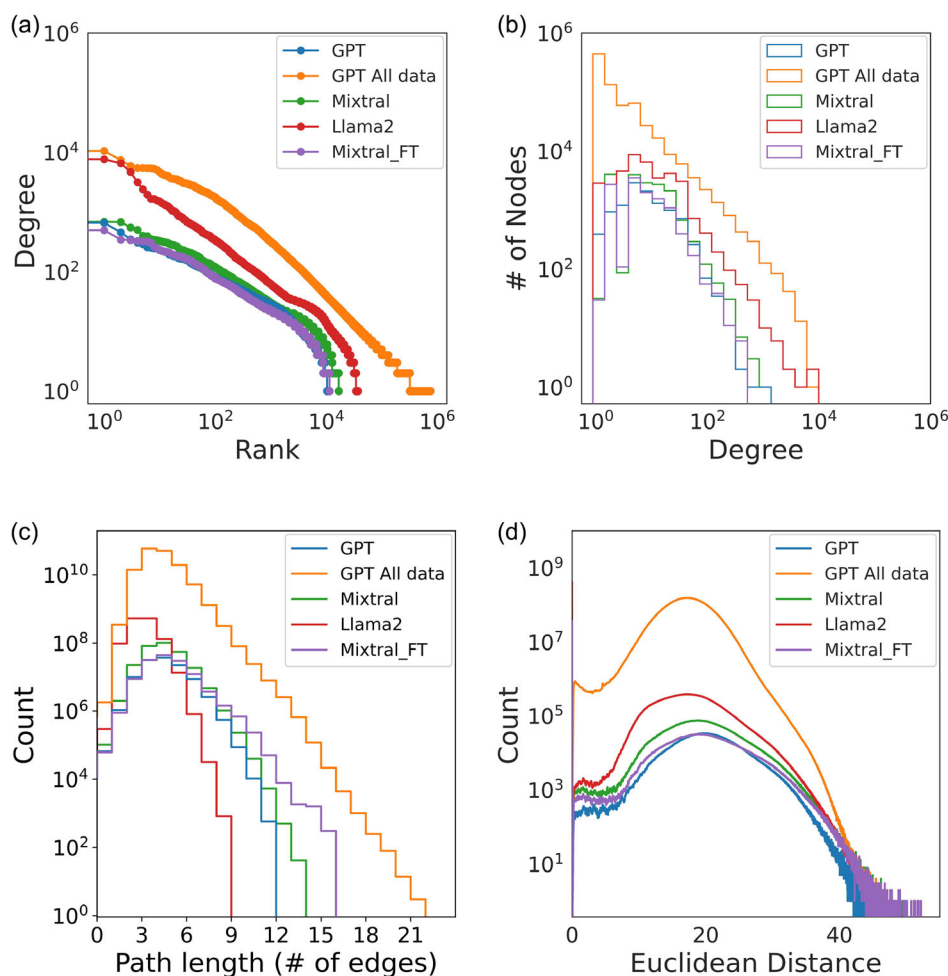 (a)
10^6
10^4
10^2
10^0
Degree
GPT
GPT All data
Mixtral
Llama2
Mixtral_FT
10^0 10^2 10^4 10^6
Rank
(b)
10^6
10^4
10^2
10^0
# of Nodes
GPT
GPT All data
Mixtral
Llama2
Mixtral_FT
10^0 10^2 10^4 10^6
Degree
(c)
10^10
10^8
10^6
10^4
10^2
10^0
Count
GPT
GPT All data
Mixtral
Llama2
Mixtral_FT
0 3 6 9 12 15 18 21
Path length (# of edges)
(d)
10^9
10^7
10^5
10^3
10^1
Count
GPT
GPT All data
Mixtral
Llama2
Mixtral_FT
0 20 40
Euclidean Distance